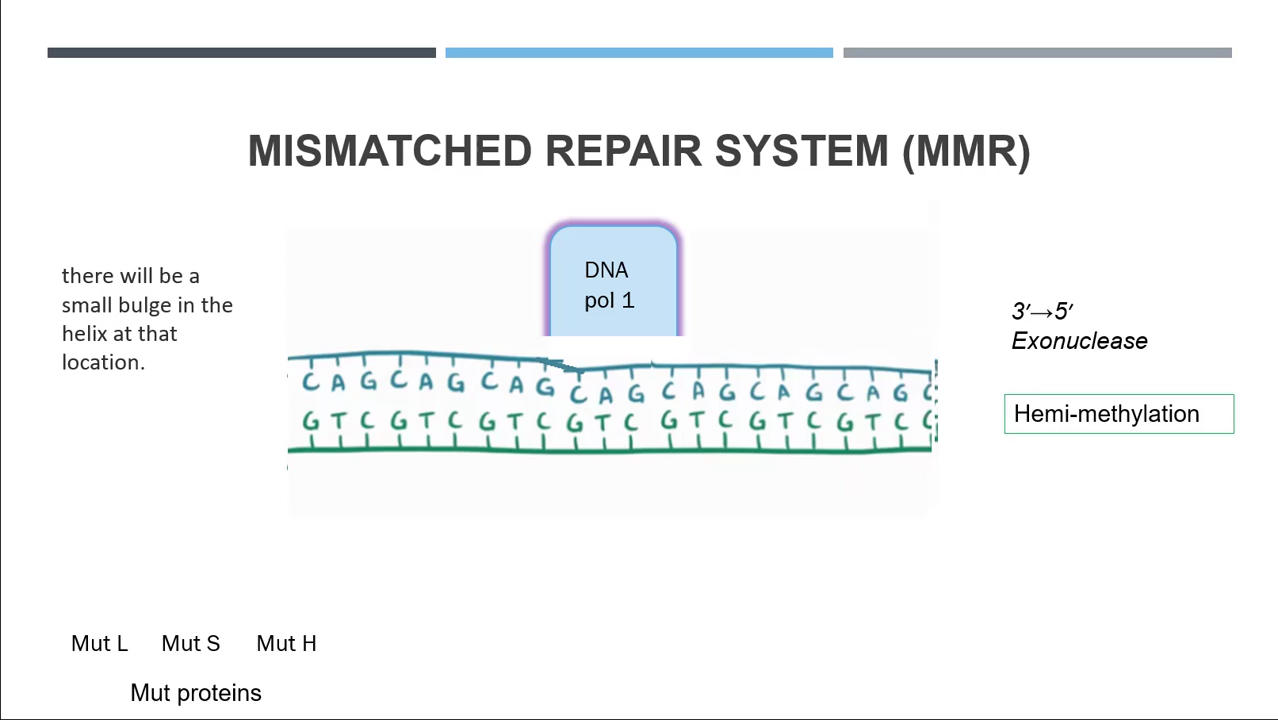 MISMATCHED REPAIR SYSTEM (MMR)
there will be a
small bulge in the
helix at that
location.
DNA
pol 1
C A G C A G C A G C A G C A G C A G C
G T C G T C G T C G T C G T C G T C G T C G
3′→5′
Exonuclease
Hemi-methylation
Mut L Mut S Mut H
Mut proteins